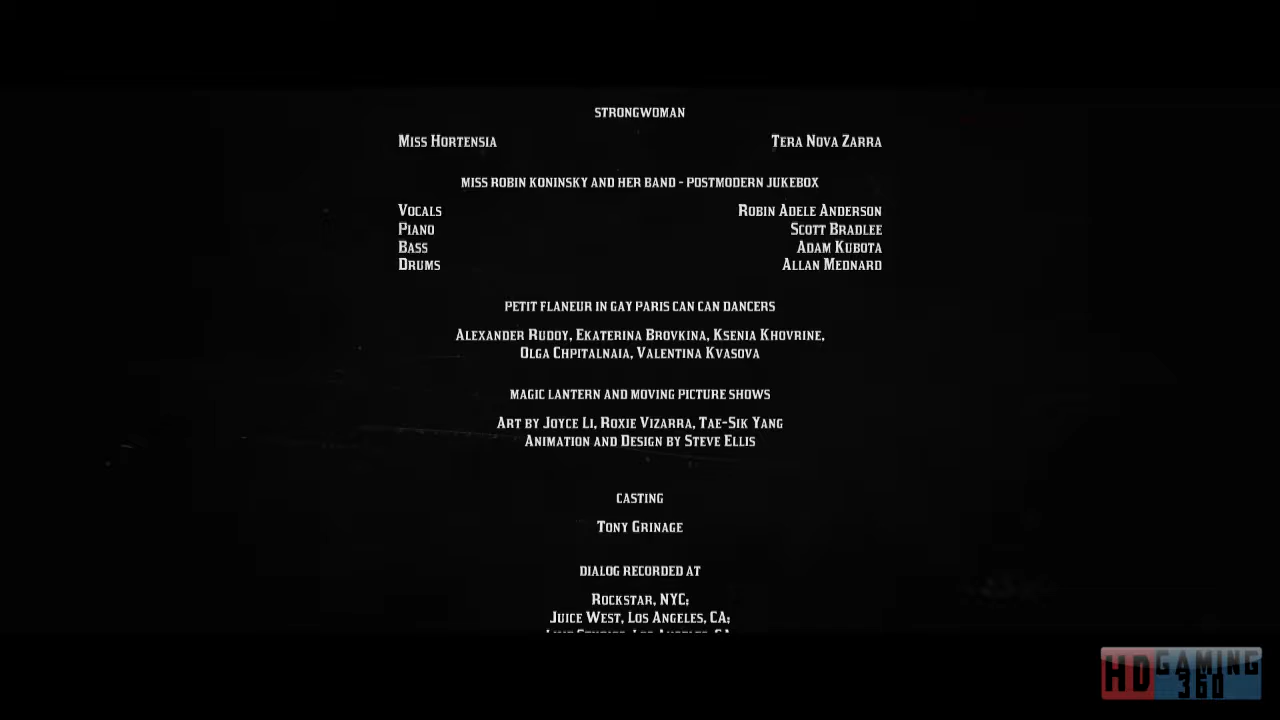 STRONGWOMAN
MISS HORTENSIA TERA NOVA ZARRA
MISS ROBIN KONINSKY AND HER BAND - POSTMODERN JUKEBOX
VOCALS ROBIN ADELE ANDERSON
PIANO SCOTT BRADLEE
BASS ADAM KUBOTA
DRUMS ALLAN MEDNARD
PETIT FLANEUR IN GAY PARIS CAN CAN DANCERS
ALEXANDER RUDOY, EKATERINA BROVKINA, KSENIA KHOVRINE,
OLGA CHPITALNAIA, VALENTINA KVASOVA
MAGIC LANTERN AND MOVING PICTURE SHOWS
ART BY JOYCE LI, ROXIE VIZARRA, TAE-SIK YANG
ANIMATION AND DESIGN BY STEVE ELLIS
CASTING
TONY GRINAGE
DIALOG RECORDED AT
ROCKSTAR, NYC;
JUICE WEST, LOS ANGELES, CA;
LOS ANGELES, CA
HD GAMING
360